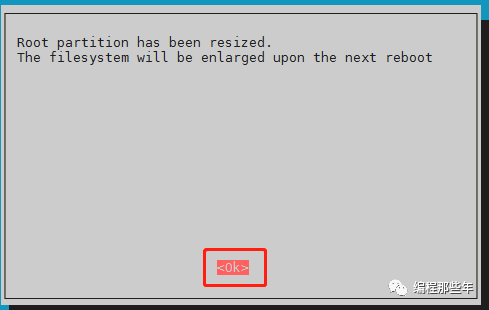 Root partition has been resized.
The filesystem will be enlarged upon the next reboot
<Ok>
编程那些年